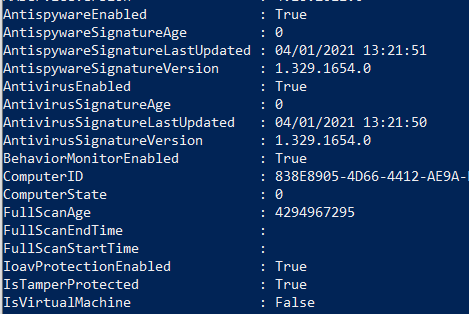 AntispywareEnabled : True
AntispywareSignatureAge : 0
AntispywareSignatureLastUpdated : 04/01/2021 13:21:51
AntispywareSignatureVersion : 1.329.1654.0
AntivirusEnabled : True
AntivirusSignatureAge : 0
AntivirusSignatureLastUpdated : 04/01/2021 13:21:50
AntivirusSignatureVersion : 1.329.1654.0
BehaviorMonitorEnabled : True
ComputerID : 838E8905-4D66-4412-AE9A-
ComputerState : 0
FullScanAge : 4294967295
FullScanEndTime :
FullScanStartTime :
IoavProtectionEnabled : True
IsTamperProtected : True
IsVirtualMachine : False